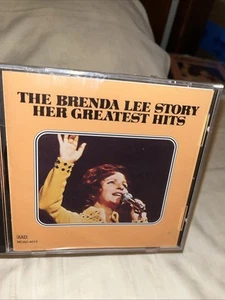 THE BRENDA LEE STORY
HER GREATEST HITS